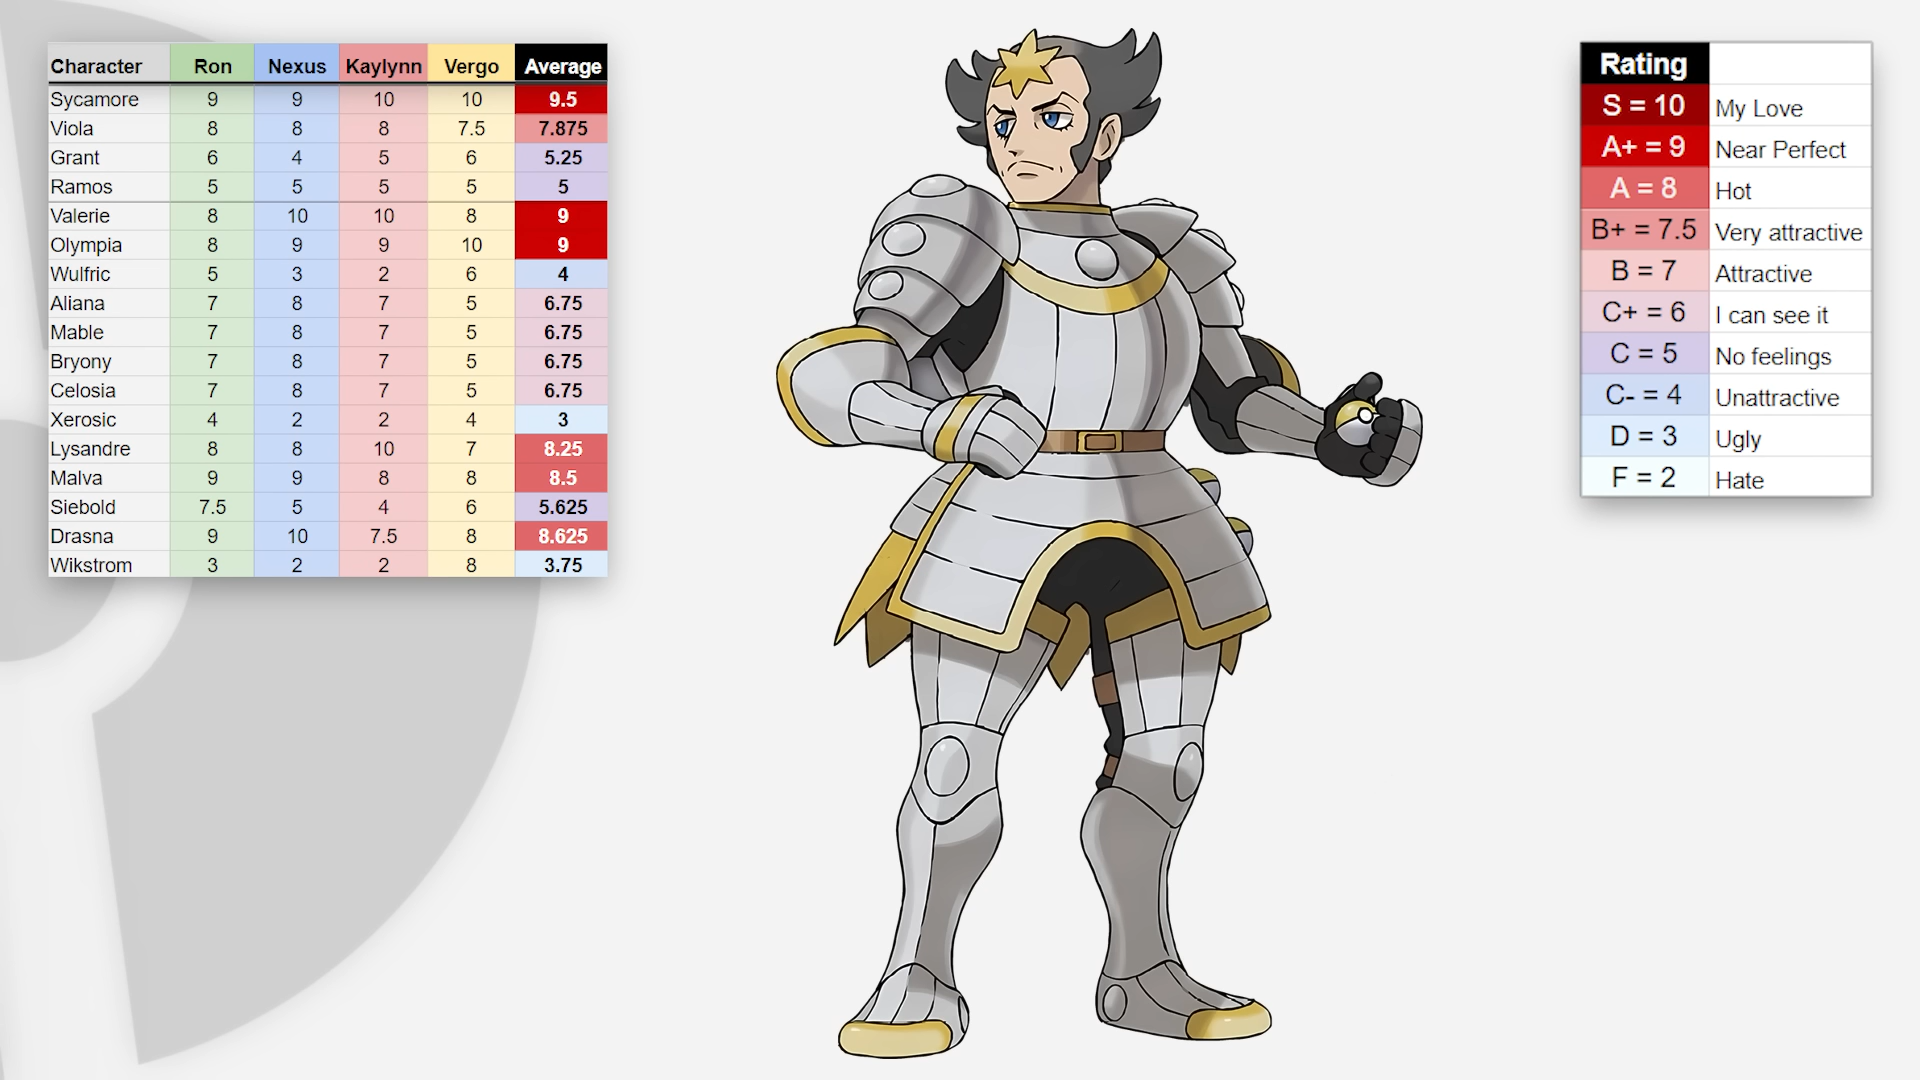 Character Ron Nexus Kaylynn Vergo Average
Sycamore 9 9 10 10 9.5
Viola 8 8 8 7.5 7.875
Grant 6 4 5 6 5.25
Ramos 5 5 5 5 5
Valerie 8 10 10 8 9
Olympia 8 9 9 10 9
Wulfric 5 3 2 6 4
Aliana 7 8 7 5 6.75
Mable 7 8 7 5 6.75
Bryony 7 8 7 5 6.75
Celosia 7 8 7 5 6.75
Xerosic 4 2 2 4 3
Lysandre 8 8 10 7 8.25
Malva 9 9 8 8 8.5
Siebold 7.5 5 4 6 5.625
Drasna 9 10 7.5 8 8.625
Wikstrom 3 2 2 8 3.75
Rating
S = 10 My Love
A+ = 9 Near Perfect
A = 8 Hot
B+ = 7.5 Very attractive
B = 7 Attractive
C+ = 6 I can see it
C = 5 No feelings
C- = 4 Unattractive
D = 3 Ugly
F = 2 Hate